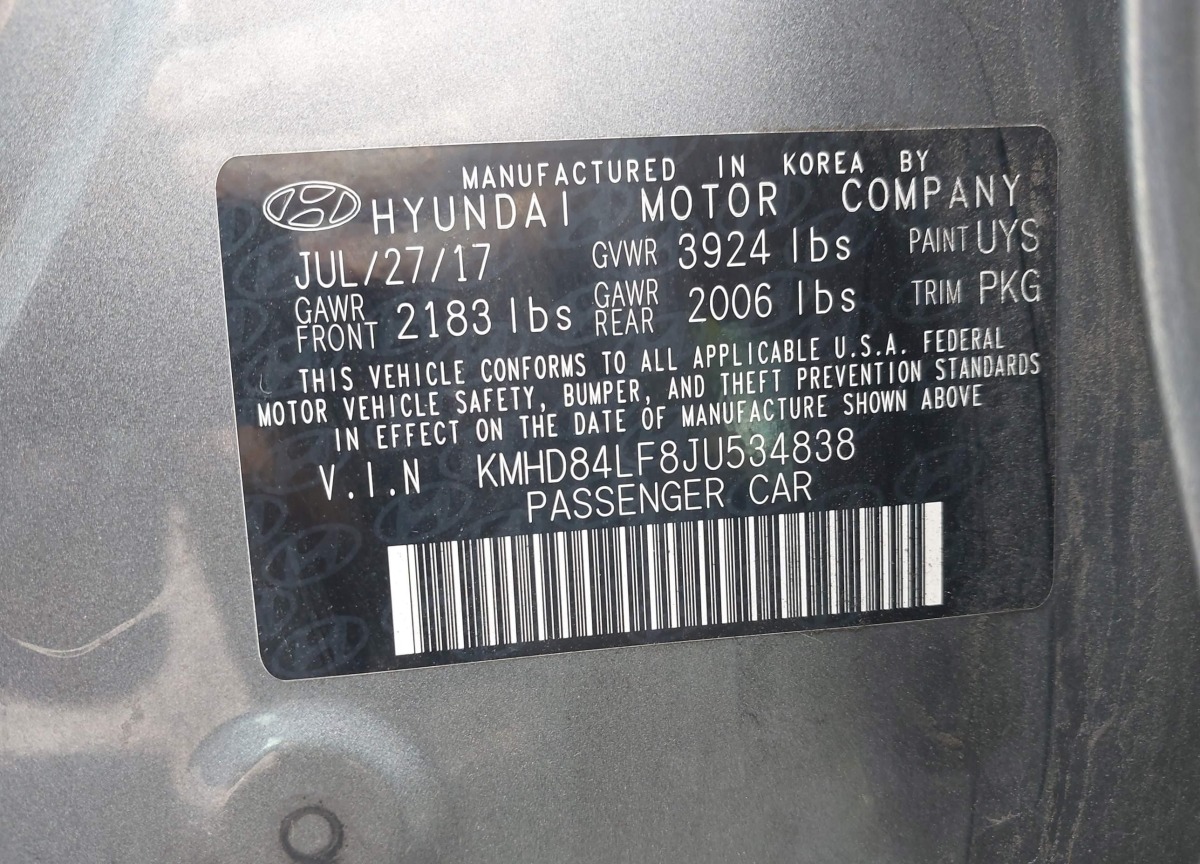 MANUFACTURED IN KOREA BY
HYUNDAI MOTOR COMPANY
JUL/27/17 GVWR 3924 lbs PAINT UYS
GAWR FRONT 2183 lbs GAWR REAR 2006 lbs TRIM PKG
THIS VEHICLE CONFORMS TO ALL APPLICABLE U.S.A. FEDERAL
MOTOR VEHICLE SAFETY, BUMPER, AND THEFT PREVENTION STANDARDS
IN EFFECT ON THE DATE OF MANUFACTURE SHOWN ABOVE
V.I.N KMHD84LF8JU534838
PASSENGER CAR